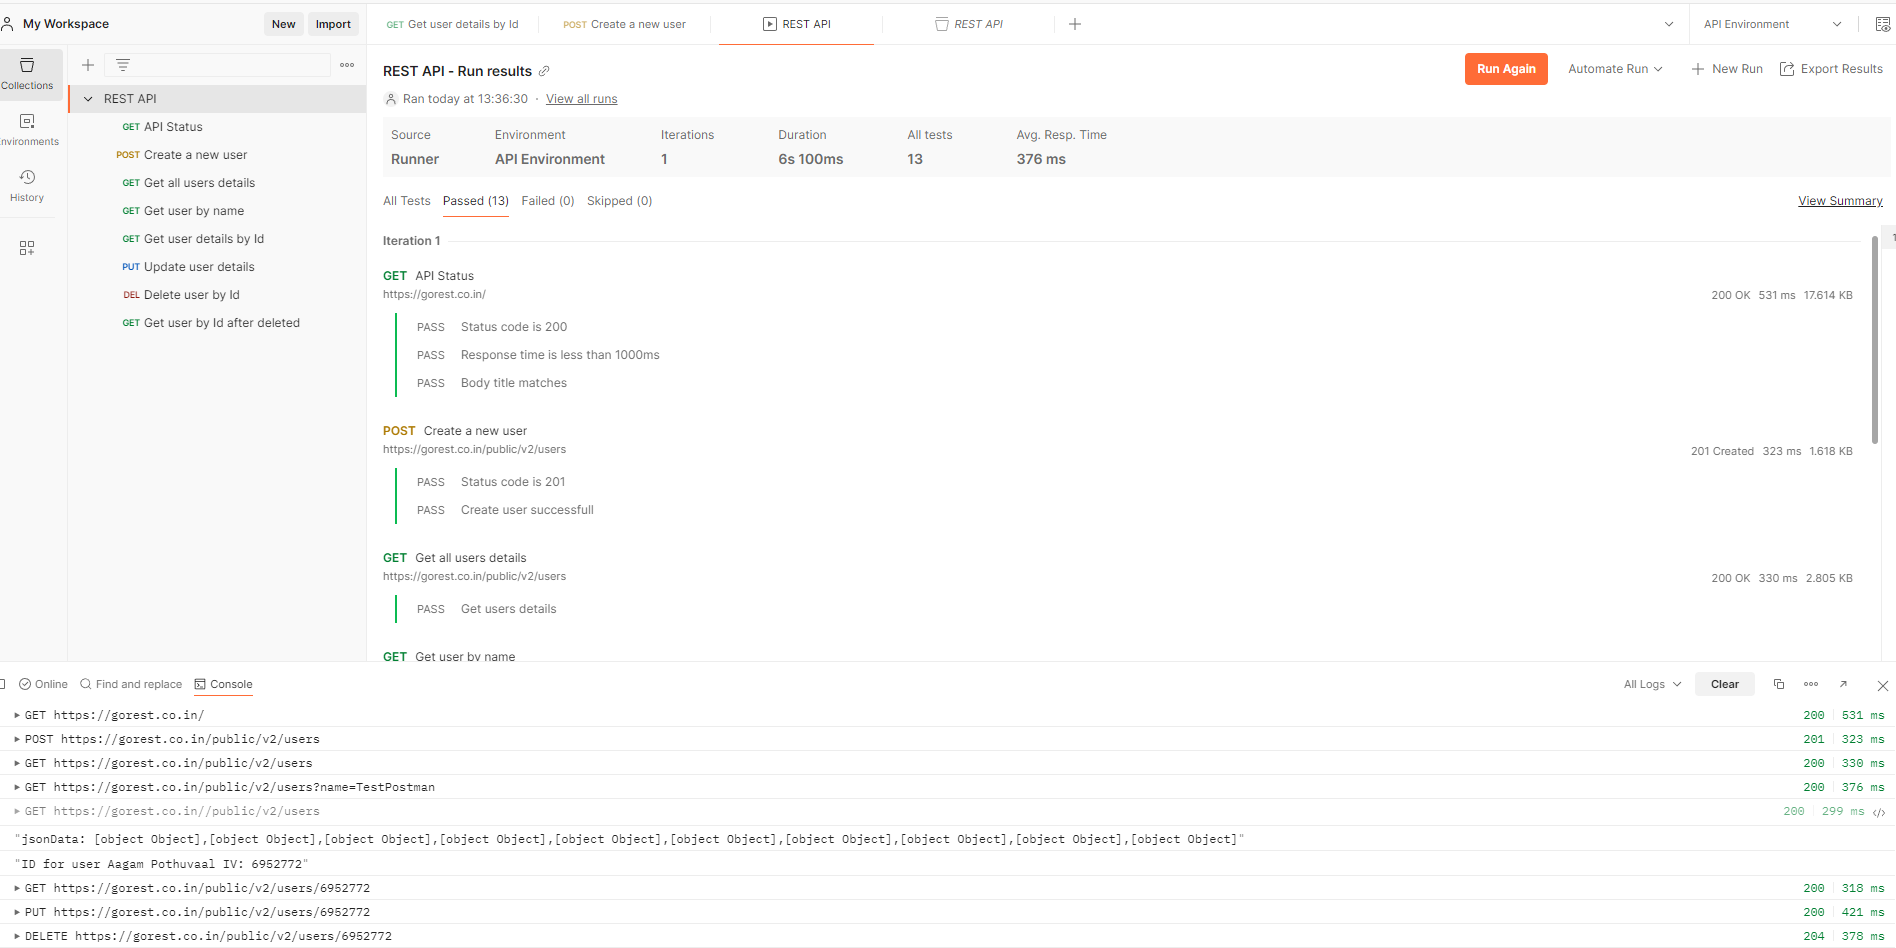 My Workspace
New
Import
GET Get user details by Id
POST Create a new user
REST API
REST API
API Environment
Collections
nvironments
History
REST API
GET API Status
POST Create a new user
GET Get all users details
GET Get user by name
GET Get user details by Id
PUT Update user details
DEL Delete user by Id
GET Get user by Id after deleted
REST API - Run results
Run Again
Automate Run
New Run
Export Results
Ran today at 13:36:30 · View all runs
Source Environment Iterations Duration All tests Avg. Resp. Time
Runner API Environment 1 6s 100ms 13 376 ms
All Tests Passed (13) Failed (0) Skipped (0) View Summary
Iteration 1
1
GET API Status
https://gorest.co.in/
200 OK 531 ms 17.614 KB
PASS Status code is 200
PASS Response time is less than 1000ms
PASS Body title matches
POST Create a new user
https://gorest.co.in/public/v2/users
201 Created 323 ms 1.618 KB
PASS Status code is 201
PASS Create user successfull
GET Get all users details
https://gorest.co.in/public/v2/users
200 OK 330 ms 2.805 KB
PASS Get users details
GET Get user by name
Online Find and replace Console All Logs Clear
GET https://gorest.co.in/ 200 531 ms
POST https://gorest.co.in/public/v2/users 201 323 ms
GET https://gorest.co.in/public/v2/users 200 330 ms
GET https://gorest.co.in/public/v2/users?name=TestPostman 200 376 ms
GET https://gorest.co.in//public/v2/users 200 299 ms
"jsonData: [object Object],[object Object],[object Object],[object Object],[object Object],[object Object],[object Object],[object Object],[object Object],[object Object]"
"ID for user Aagam Pothuvaal IV: 6952772"
GET https://gorest.co.in/public/v2/users/6952772 200 318 ms
PUT https://gorest.co.in/public/v2/users/6952772 200 421 ms
DELETE https://gorest.co.in/public/v2/users/6952772 204 378 ms